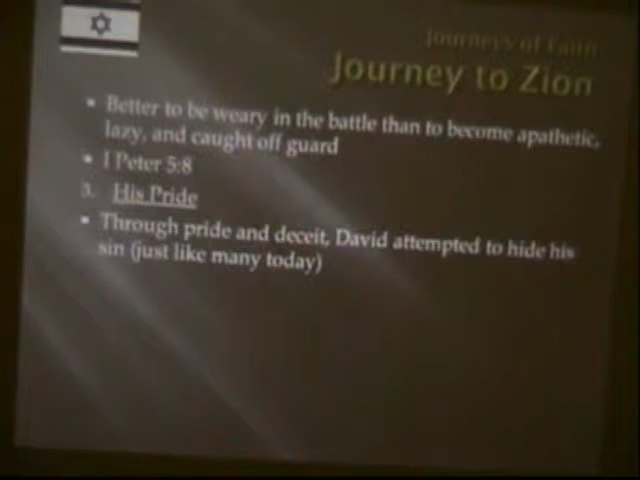 Journeys of Faith
Journey to Zion
▪ Better to be weary in the battle than to become apathetic,
lazy, and caught off guard
▪ I Peter 5:8
3. His Pride
▪ Through pride and deceit, David attempted to hide his
sin (just like many today)